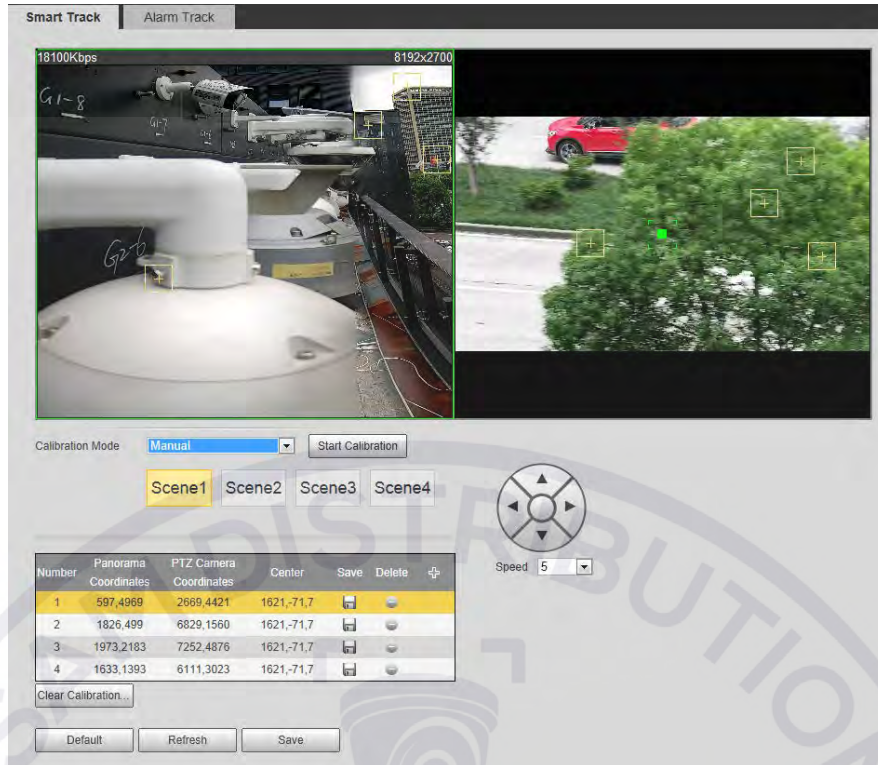 Smart Track Alarm Track
18100Kbps 8192x2700
G1-8
G1-7
G2-6
Calibration Mode Manual Start Calibration
Scene1 Scene2 Scene3 Scene4
Speed 5
Number Panorama Coordinates PTZ Camera Coordinates Center Save Delete
1 597,4969 2669,4421 1621,-71,7
2 1826,499 6829,1560 1621,-71,7
3 1973,2183 7252,4876 1621,-71,7
4 1633,1393 6111,3023 1621,-71,7
Clear Calibration...
Default Refresh Save